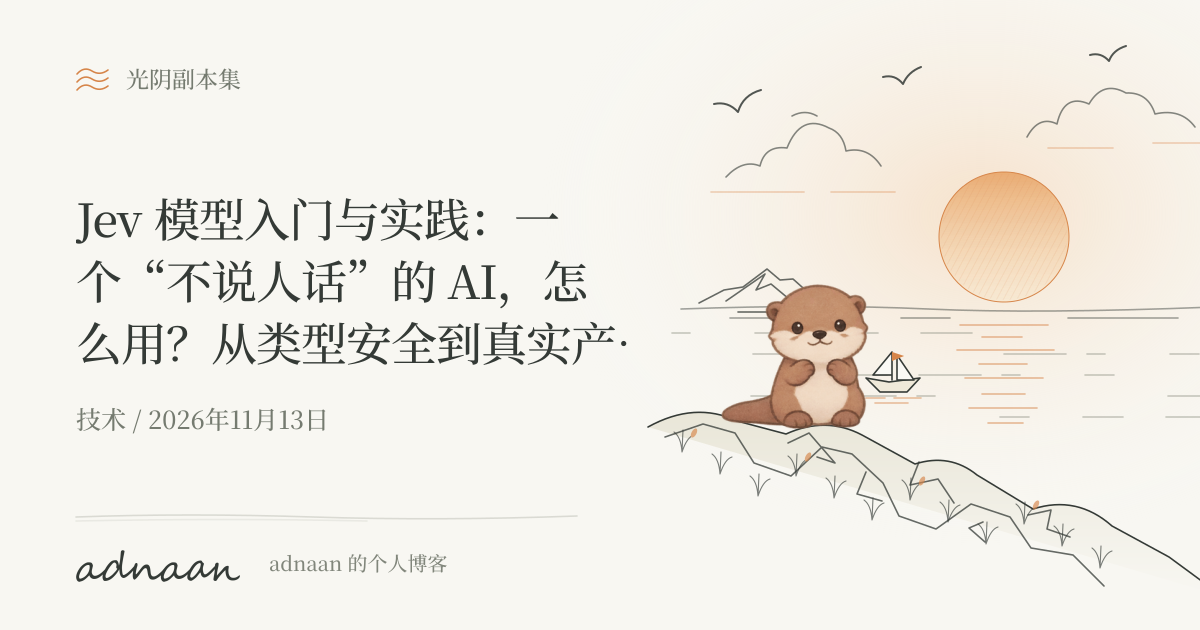 光阴副本集
Jev 模型入门与实践：一
个“不说人话”的 AI，怎
么用？从类型安全到真实产·
技术 / 2026年11月13日
adnaan
adnaan 的个人博客